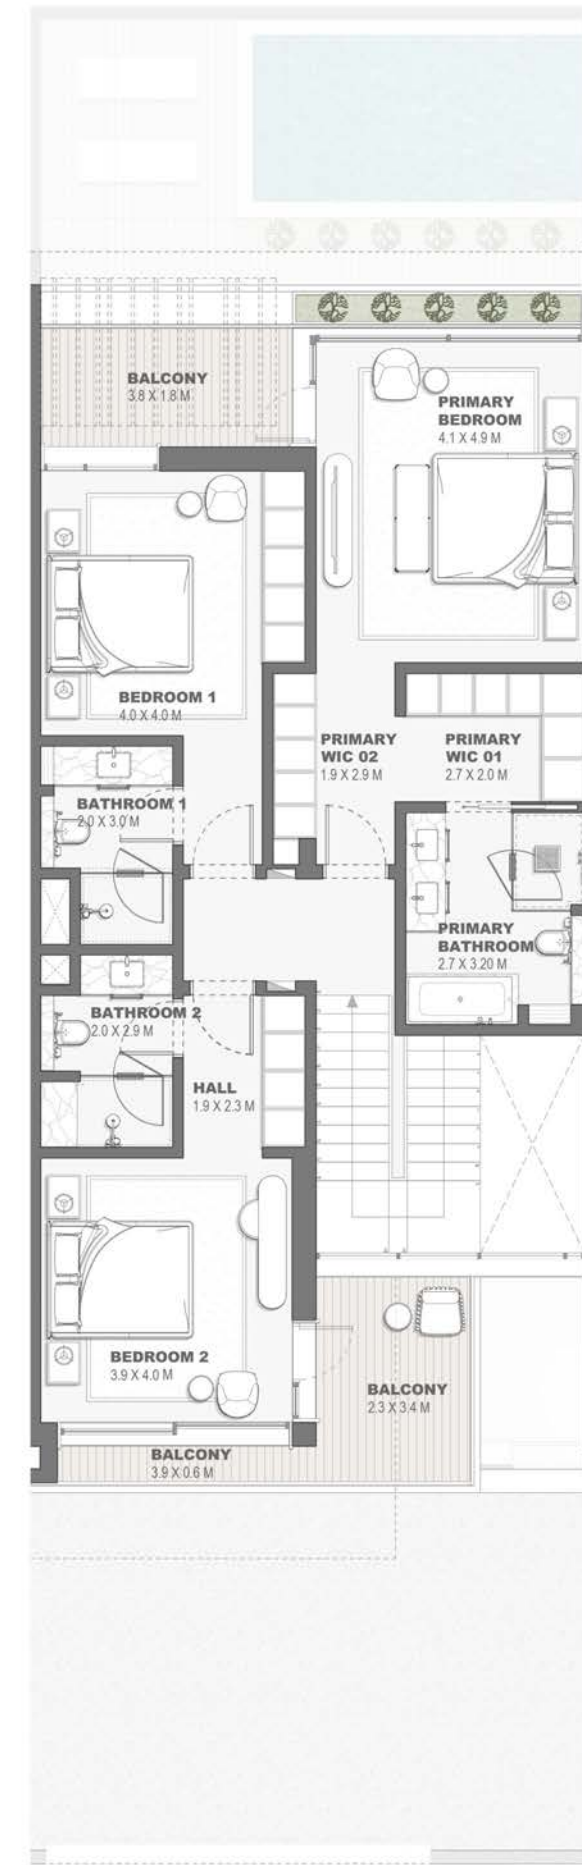 BALCONY
3.8 X 1.8 M
PRIMARY
BEDROOM
4.1 X 4.9 M
BEDROOM 1
4.0 X 4.0 M
PRIMARY
WIC 02
1.9 X 2.9 M
PRIMARY
WIC 01
2.7 X 2.0 M
BATHROOM 1
2.0 X 3.0 M
PRIMARY
BATHROOM
2.7 X 3.20 M
BATHROOM 2
2.0 X 2.9 M
HALL
1.9 X 2.3 M
BEDROOM 2
3.9 X 4.0 M
BALCONY
2.3 X 3.4 M
BALCONY
3.9 X 0.6 M